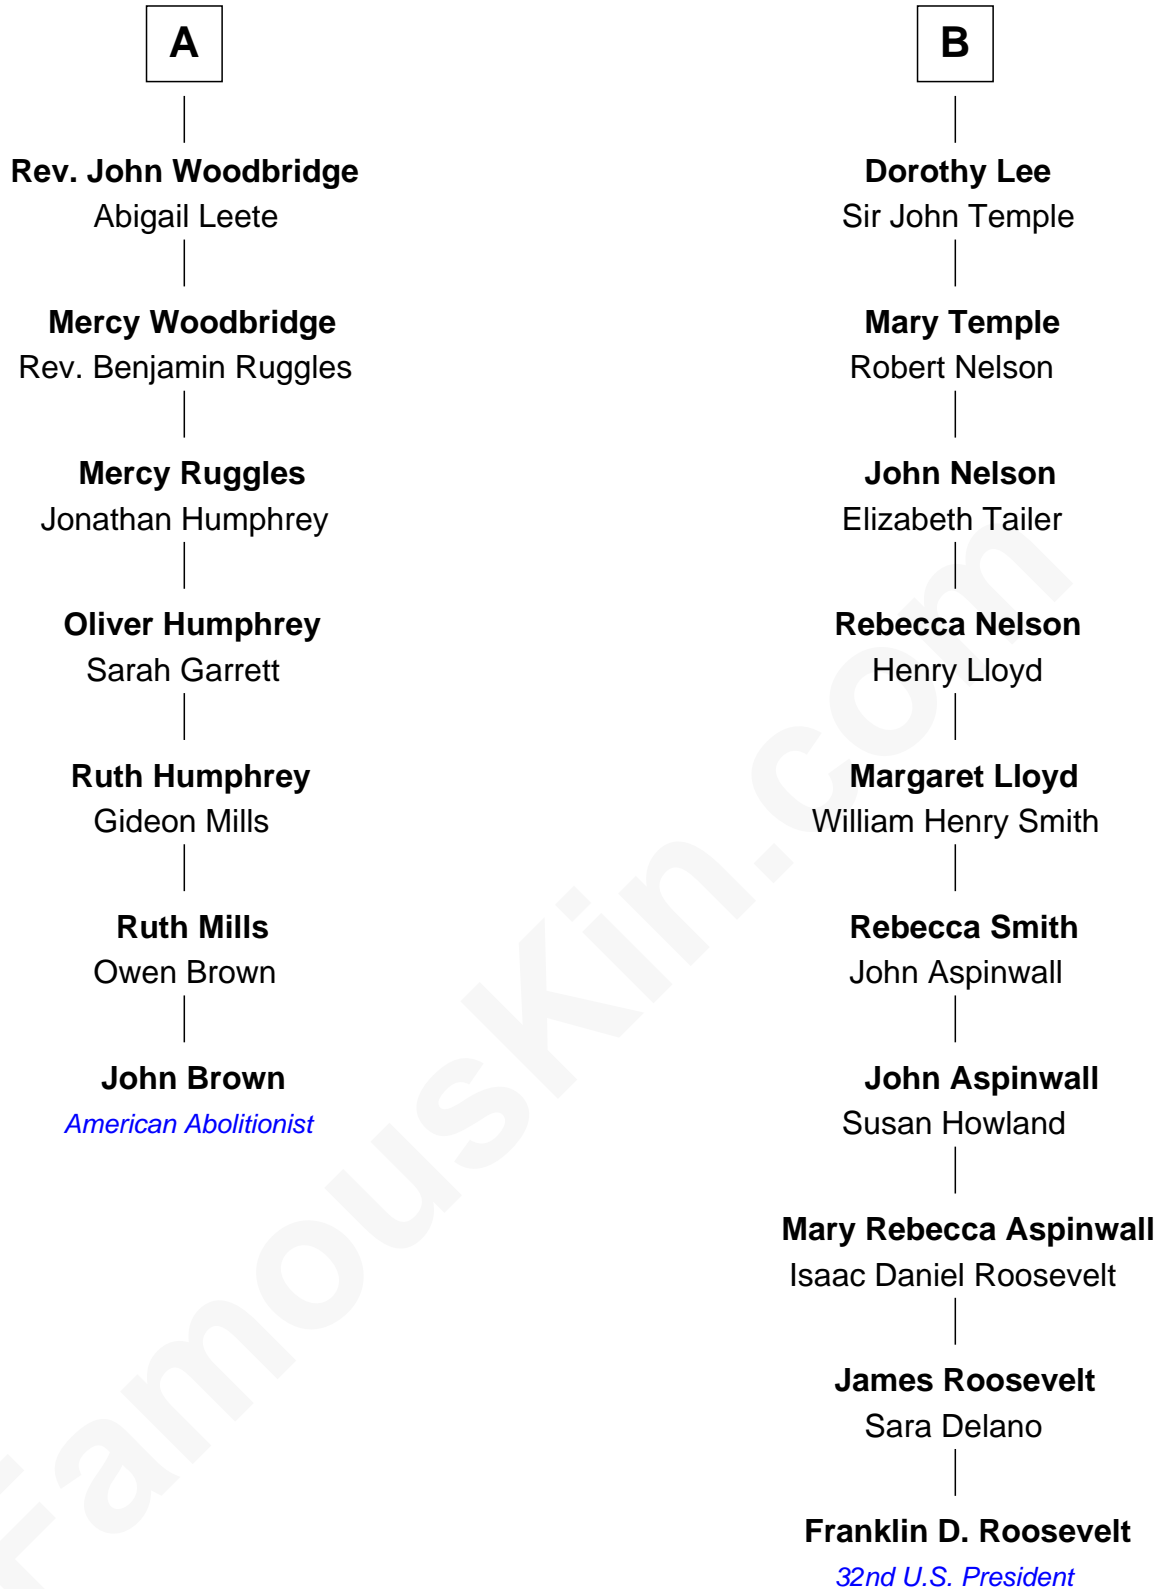 A
Rev. John Woodbridge
Abigail Leete
Mercy Woodbridge
Rev. Benjamin Ruggles
Mercy Ruggles
Jonathan Humphrey
Oliver Humphrey
Sarah Garrett
Ruth Humphrey
Gideon Mills
Ruth Mills
Owen Brown
John Brown
American Abolitionist
B
Dorothy Lee
Sir John Temple
Mary Temple
Robert Nelson
John Nelson
Elizabeth Tailer
Rebecca Nelson
Henry Lloyd
Margaret Lloyd
William Henry Smith
Rebecca Smith
John Aspinwall
John Aspinwall
Susan Howland
Mary Rebecca Aspinwall
Isaac Daniel Roosevelt
James Roosevelt
Sara Delano
Franklin D. Roosevelt
32nd U.S. President
FamousKin.com